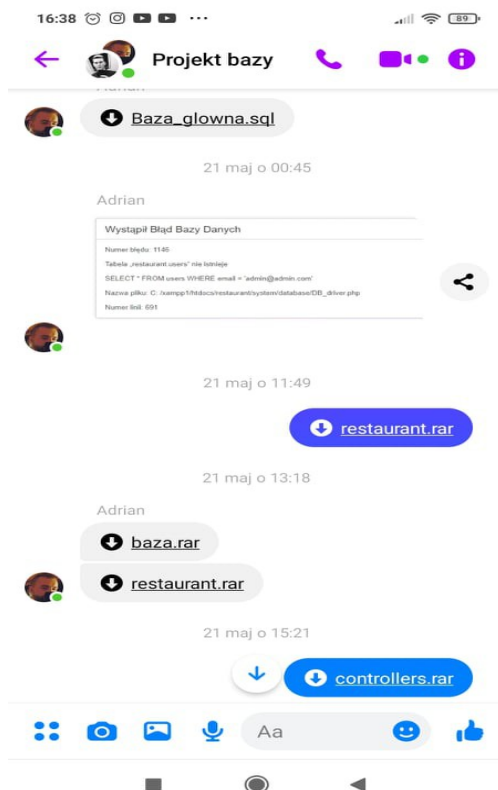 16:38
89
Projekt bazy
Baza_glowna.sql
21 maj o 00:45
Adrian
Wystąpił Błąd Bazy Danych
Numer błędu: 1146
Tabela „restaurant users" nie istnieje
SELECT * FROM users WHERE email = 'admin@admin.com'
Nazwa pliku: C: /xampp1/htdocs/restaurant/system/database/DB_driver.php
Numer linii: 691
21 maj o 11:49
restaurant.rar
21 maj o 13:18
Adrian
baza.rar
restaurant.rar
21 maj o 15:21
controllers.rar
Aa